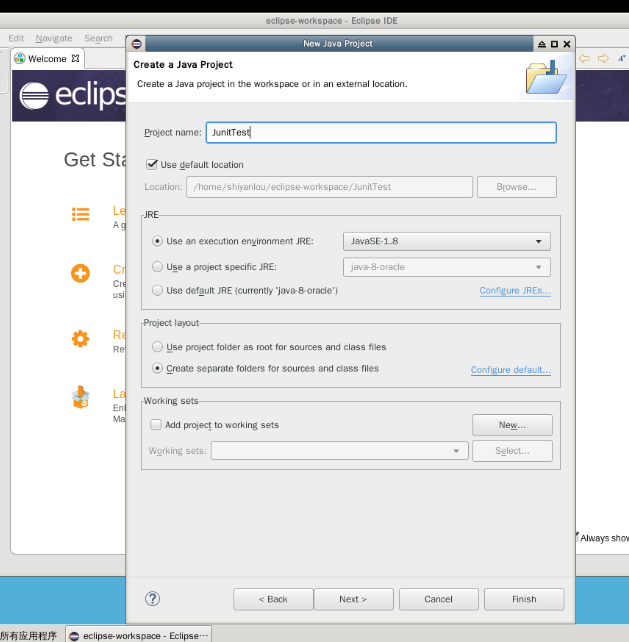 eclipse-workspace - Eclipse IDE
Edit Navigate Search
Welcome
New Java Project
Create a Java Project
Create a Java project in the workspace or in an external location.
Project name: JunitTest
Use default location
Location: /home/shiyanlou/eclipse-workspace/JunitTest Browse...
JRE
Use an execution environment JRE: JavaSE-1.8
Use a project specific JRE: java-8-oracle
Use default JRE (currently 'java-8-oracle') Configure JREs...
Project layout
Use project folder as root for sources and class files
Create separate folders for sources and class files Configure default...
Working sets
Add project to working sets New...
Working sets: Select...
< Back Next > Cancel Finish
eclips
Get Sta
Le
A g
Cr
Cre
usi
Re
Rev
La
Enl
Ma
Always show
所有应用程序 eclipse-workspace - Eclipse···